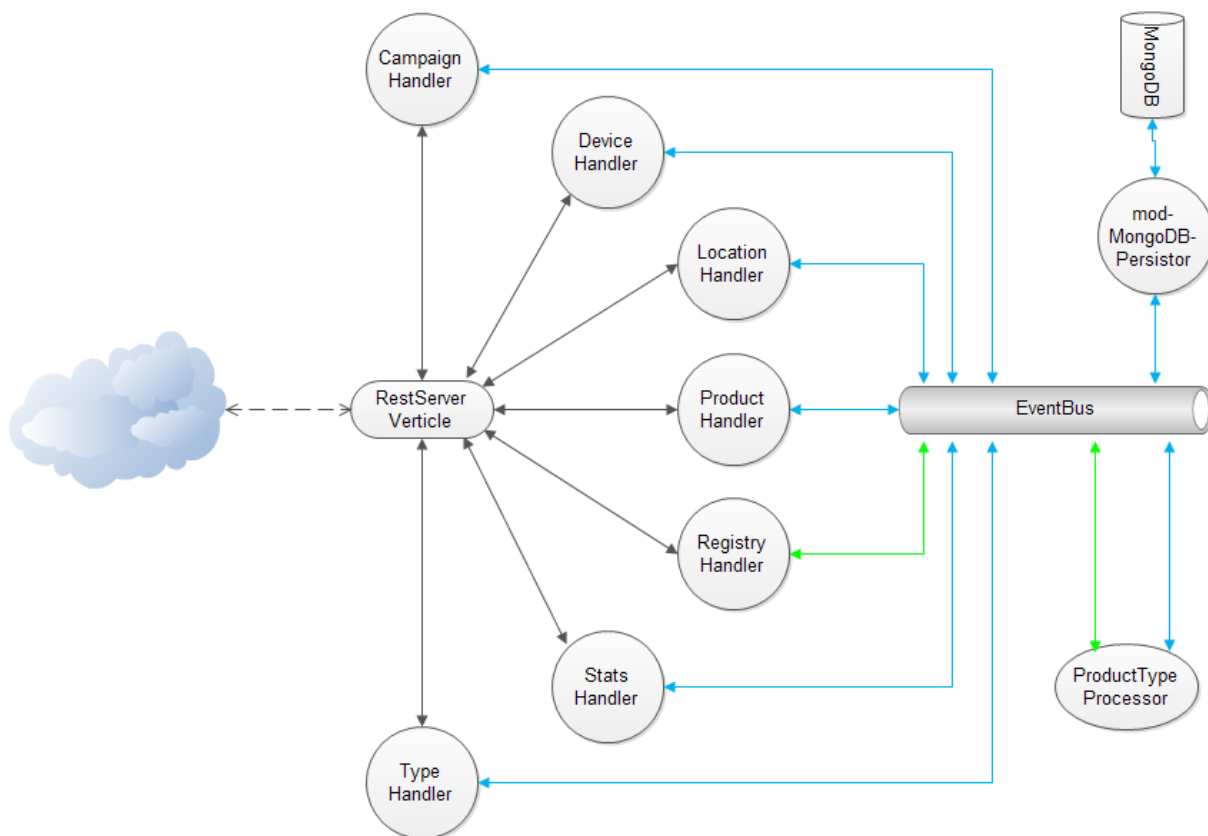 Campaign
Handler
MongoDB
Device
Handler
mod-
MongoDB-
Persistor
Location
Handler
RestServer
Verticle
Product
Handler
EventBus
Registry
Handler
Stats
Handler
ProductType
Processor
Type
Handler